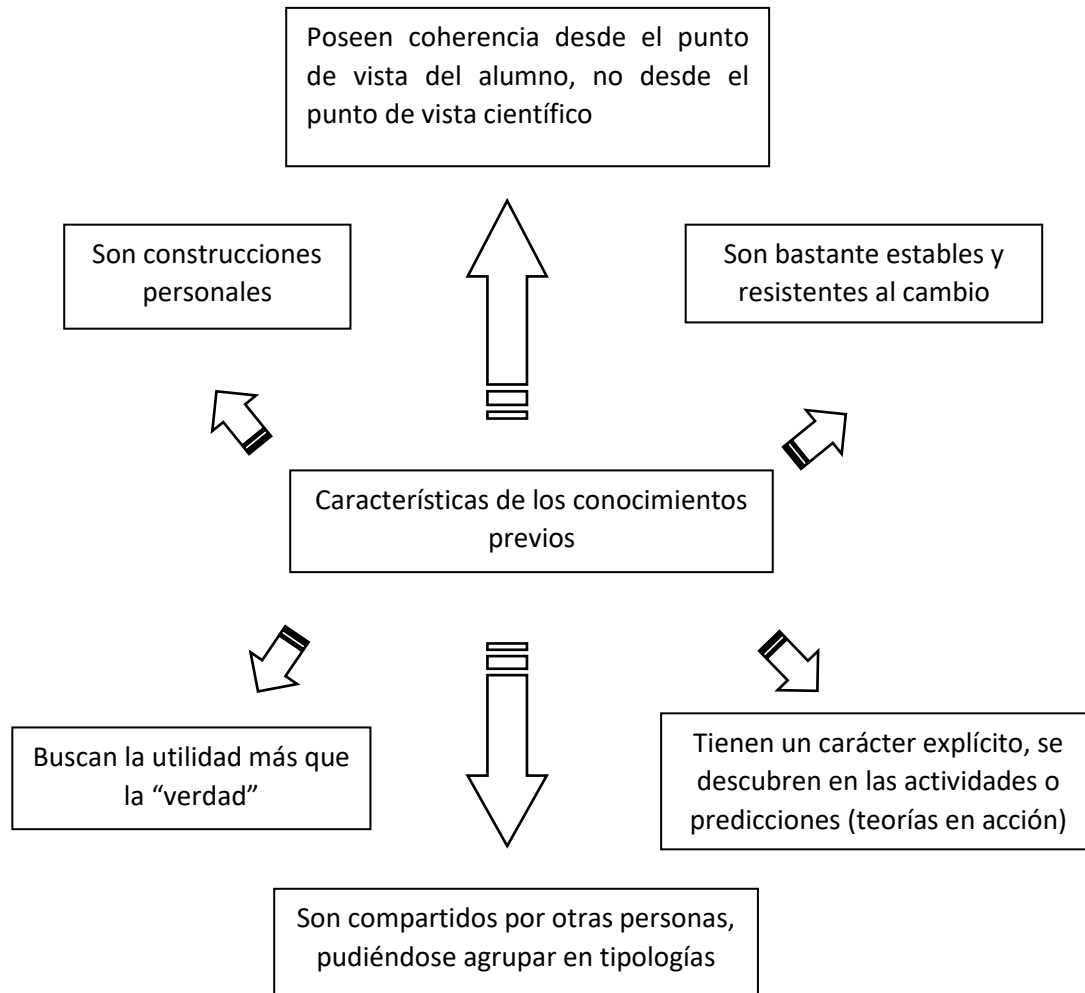 Poseen coherencia desde el punto
de vista del alumno, no desde el
punto de vista científico
Son construcciones
personales
Son bastante estables y
resistentes al cambio
Características de los conocimientos
previos
Buscan la utilidad más que
la “verdad”
Tienen un carácter explícito, se
descubren en las actividades o
predicciones (teorías en acción)
Son compartidos por otras personas,
pudiéndose agrupar en tipologías